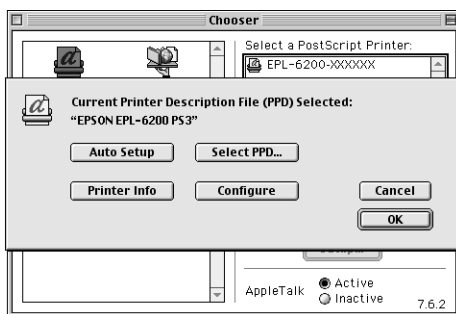 Chooser
Select a PostScript Printer:
EPL-6200-XXXXXX
Current Printer Description File (PPD) Selected:
“EPSON EPL-6200 PS3”
Auto Setup
Select PPD...
Printer Info
Configure
Cancel
OK
AppleTalk
Active
Inactive
7.6.2